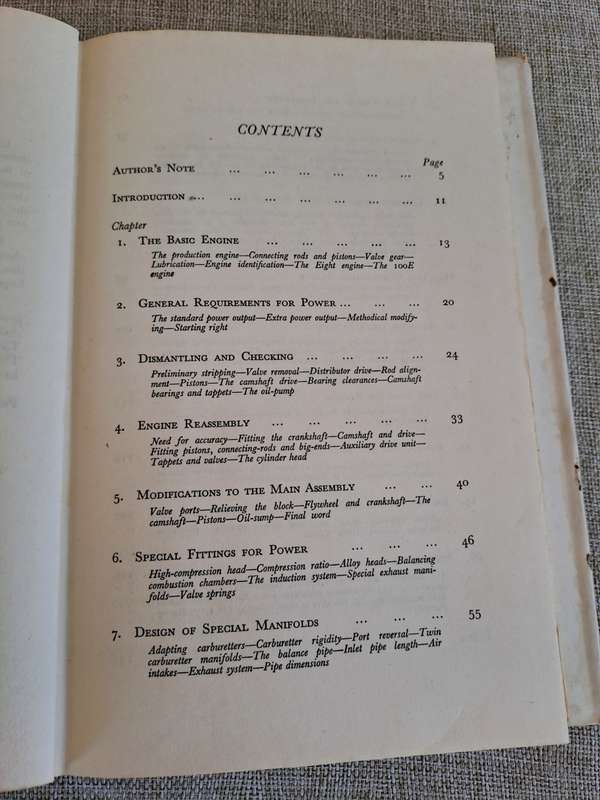 CONTENTS
Page
AUTHOR'S NOTE ... ... ... ... ... ... 5
INTRODUCTION ... ... ... ... ... ... ... 11
Chapter
1. THE BASIC ENGINE ... ... ... ... ... 13
The production engine—Connecting rods and pistons—Valve gear—
Lubrication—Engine identification—The Eight engine—The 100E
engine
2. GENERAL REQUIREMENTS FOR POWER ... ... ... 20
The standard power output—Extra power output—Methodical modify-
ing—Starting right
3. DISMANTLING AND CHECKING ... ... ... ... 24
Preliminary stripping—Valve removal—Distributor drive—Rod align-
ment—Pistons—The camshaft drive—Bearing clearances—Camshaft
bearings and tappets—The oil-pump
4. ENGINE REASSEMBLY ... ... ... ... ... 33
Need for accuracy—Fitting the crankshaft—Camshaft and drive—
Fitting pistons, connecting-rods and big-ends—Auxiliary drive unit—
Tappets and valves—The cylinder head
5. MODIFICATIONS TO THE MAIN ASSEMBLY ... ... 40
Valve ports—Relieving the block—Flywheel and crankshaft—The
camshaft—Pistons—Oil-sump—Final word
6. SPECIAL FITTINGS FOR POWER ... ... ... 46
High-compression head—Compression ratio—Alloy heads—Balancing
combustion chambers—The induction system—Special exhaust mani-
folds—Valve springs
7. DESIGN OF SPECIAL MANIFOLDS ... ... ... 55
Adapting carburetters—Carburetter rigidity—Port reversal—Twin
carburetter manifolds—The balance pipe—Inlet pipe length—Air
intakes—Exhaust system—Pipe dimensions